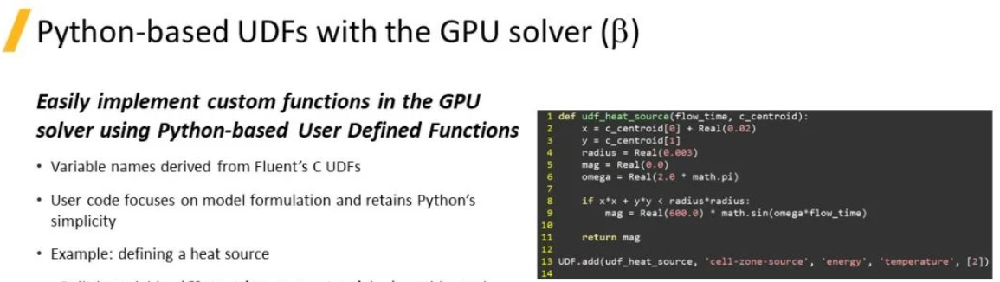 Python-based UDFs with the GPU solver (β)
Easily implement custom functions in the GPU
solver using Python-based User Defined Functions
• Variable names derived from Fluent's C UDFs
• User code focuses on model formulation and retains Python's
simplicity
• Example: defining a heat source
1 def udf_heat_source(flow_time, c_centroid):
2     x = c_centroid[0] + Real(0.02)
3     y = c_centroid[1]
4     radius = Real(0.003)
5     mag = Real(0.0)
6     omega = Real(2.0 * math.pi)
7
8     if x*x + y*y < radius*radius:
9         mag = Real(600.0) * math.sin(omega*flow_time)
10
11     return mag
12
13 UDF.add(udf_heat_source, 'cell-zone-source', 'energy', 'temperature', [2])
14